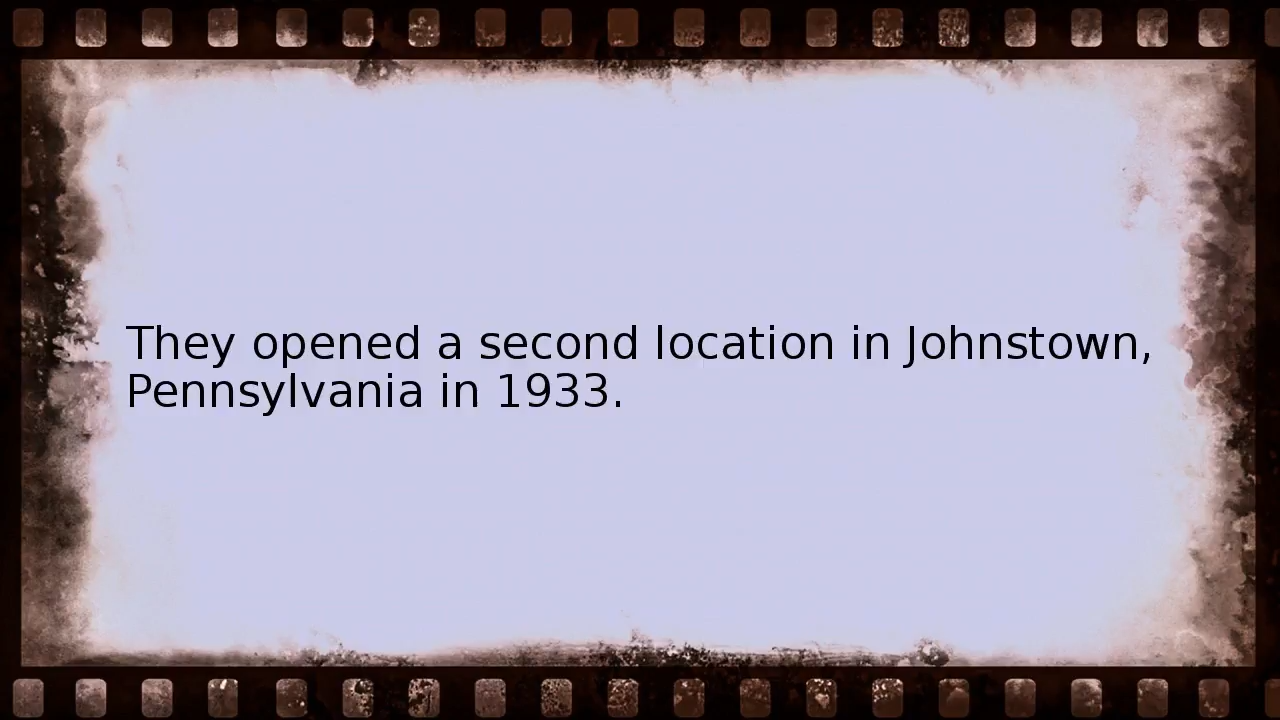 They opened a second location in Johnstown,
Pennsylvania in 1933.